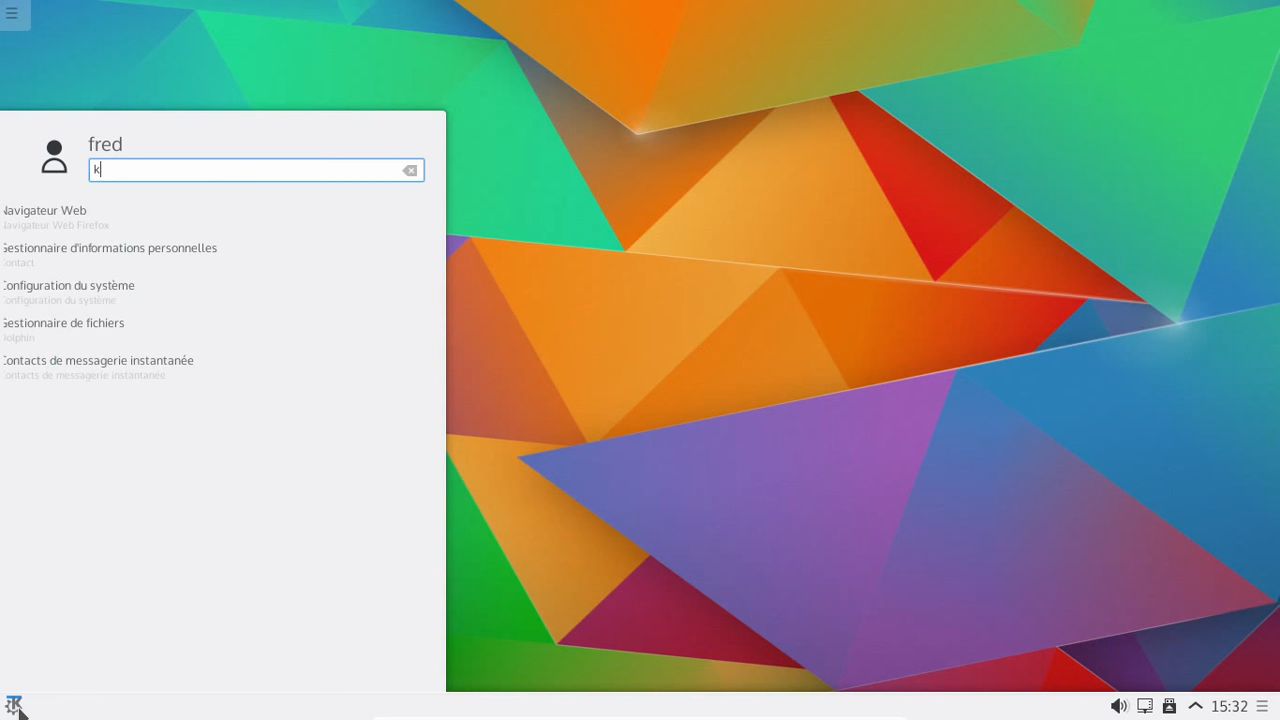 fred
k
Navigateur Web
Navigateur Web Firefox
Gestionnaire d'informations personnelles
Contact
Configuration du système
Configuration du système
Gestionnaire de fichiers
Dolphin
Contacts de messagerie instantanée
Contacts de messagerie instantanée
15:32